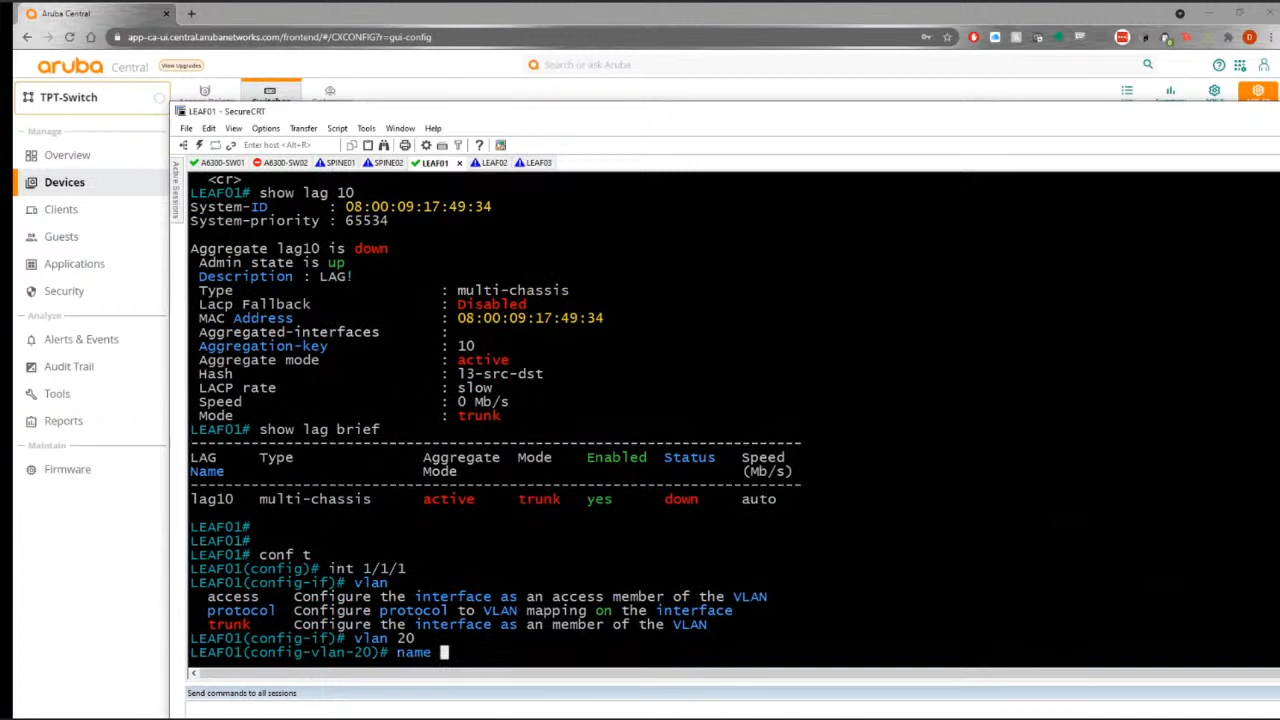 Aruba Central
app-ca-ui.central.arubanetworks.com/frontend/#/CXCONFIG?r=gui-config
aruba Central View Upgrades
Search or ask Aruba
TPT-Switch
Manage
Overview
Devices
Clients
Guests
Applications
Security
Analyze
Alerts & Events
Audit Trail
Tools
Reports
Maintain
Firmware
LEAF01 - SecureCRT
File Edit View Options Transfer Script Tools Window Help
Enter host <Alt+R>
Active Sessions
A6300-SW01 A6300-SW02 SPINE01 SPINE02 LEAF01 LEAF02 LEAF03
<cr>
LEAF01# show lag 10
System-ID : 08:00:09:17:49:34
System-priority : 65534
Aggregate lag10 is down
Admin state is up
Description : LAG!
Type : multi-chassis
Lacp Fallback : Disabled
MAC Address : 08:00:09:17:49:34
Aggregated-interfaces :
Aggregation-key : 10
Aggregate mode : active
Hash : l3-src-dst
LACP rate : slow
Speed : 0 Mb/s
Mode : trunk
LEAF01# show lag brief
--------------------------------------------------------------------------------
LAG Type Aggregate Mode Enabled Status Speed
Name Mode (Mb/s)
--------------------------------------------------------------------------------
lag10 multi-chassis active trunk yes down auto
LEAF01#
LEAF01#
LEAF01# conf t
LEAF01(config)# int 1/1/1
LEAF01(config-if)# vlan
access Configure the interface as an access member of the VLAN
protocol Configure protocol to VLAN mapping on the interface
trunk Configure the interface as an member of the VLAN
LEAF01(config-if)# vlan 20
LEAF01(config-vlan-20)# name
Send commands to all sessions